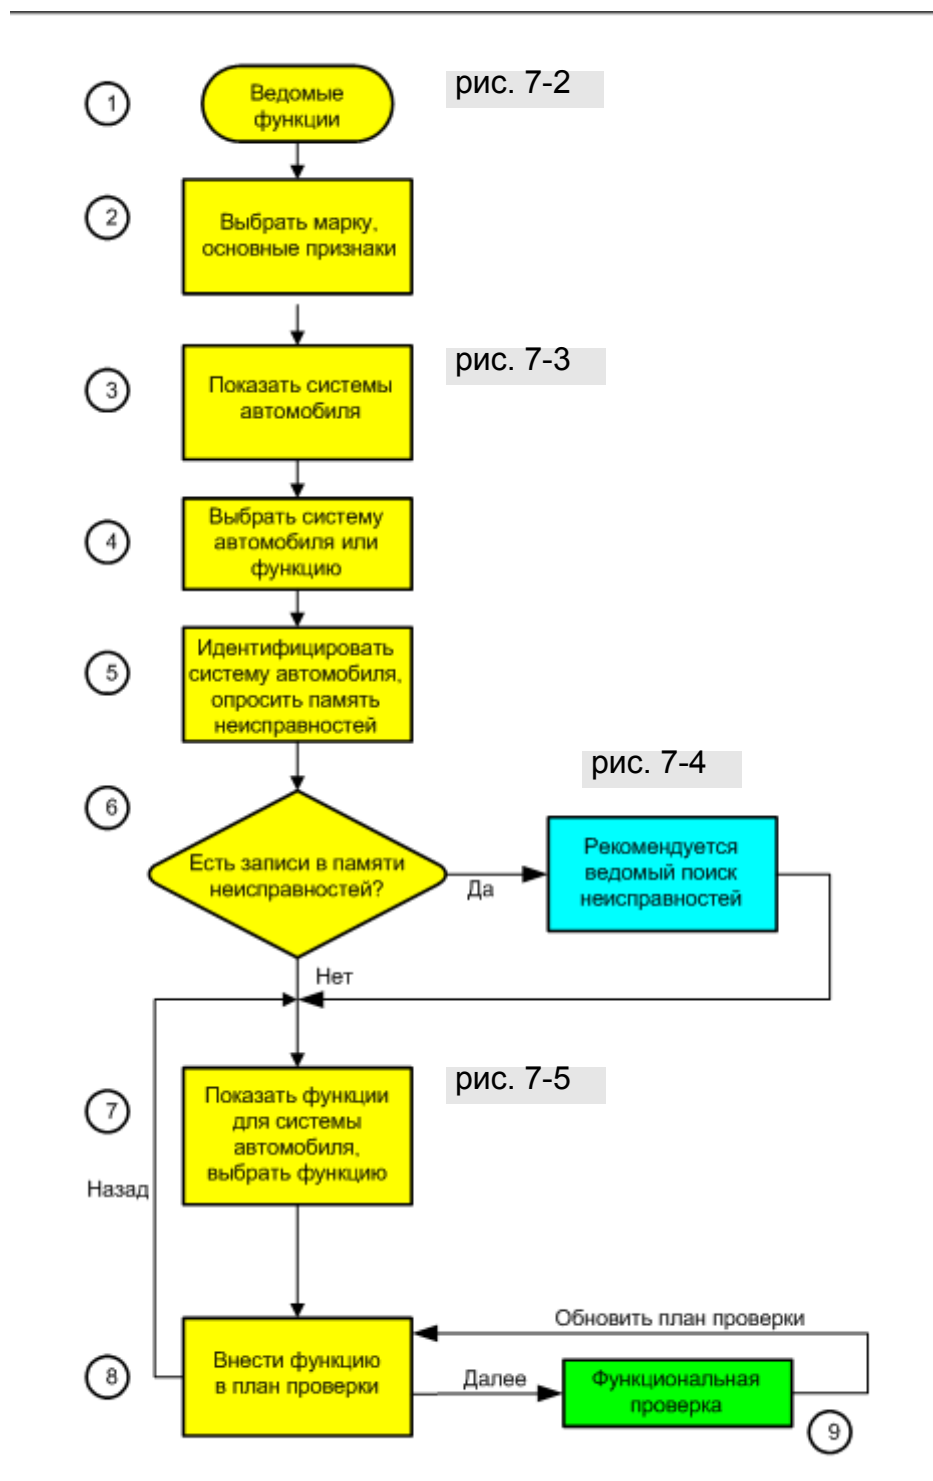 1
Ведомые
функции
рис. 7-2
2
Выбрать марку,
основные признаки
3
Показать системы
автомобиля
рис. 7-3
4
Выбрать систему
автомобиля или
функцию
5
Идентифицировать
систему автомобиля,
опросить память
неисправностей
6
Есть записи в памяти
неисправностей?
Да
рис. 7-4
Рекомендуется
ведомый поиск
неисправностей
Нет
7
Показать функции
для системы
автомобиля,
выбрать функцию
рис. 7-5
Назад
8
Внести функцию
в план проверки
Обновить план проверки
Далее
Функциональная
проверка
9